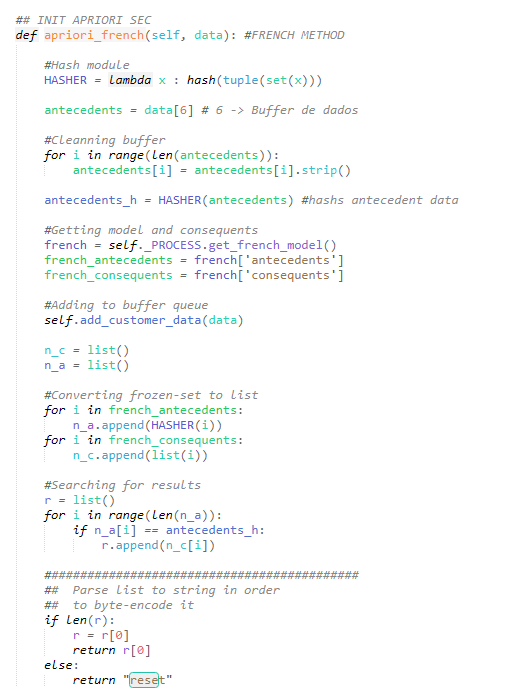 ## INIT APRIORI SEC
def apriori_french(self, data): #FRENCH METHOD
#Hash module
HASHER = lambda x : hash(tuple(set(x)))
antecedents = data[6] # 6 -> Buffer de dados
#Cleanning buffer
for i in range(len(antecedents)):
antecedents[i] = antecedents[i].strip()
antecedents_h = HASHER(antecedents) #hashs antecedent data
#Getting model and consequents
french = self._PROCESS.get_french_model()
french_antecedents = french['antecedents']
french_consequents = french['consequents']
#Adding to buffer queue
self.add_customer_data(data)
n_c = list()
n_a = list()
#Converting frozen-set to list
for i in french_antecedents:
n_a.append(HASHER(i))
for i in french_consequents:
n_c.append(list(i))
#Searching for results
r = list()
for i in range(len(n_a)):
if n_a[i] == antecedents_h:
r.append(n_c[i])
############################################
## Parse list to string in order
## to byte-encode it
if len(r):
r = r[0]
return r[0]
else:
return "reset"